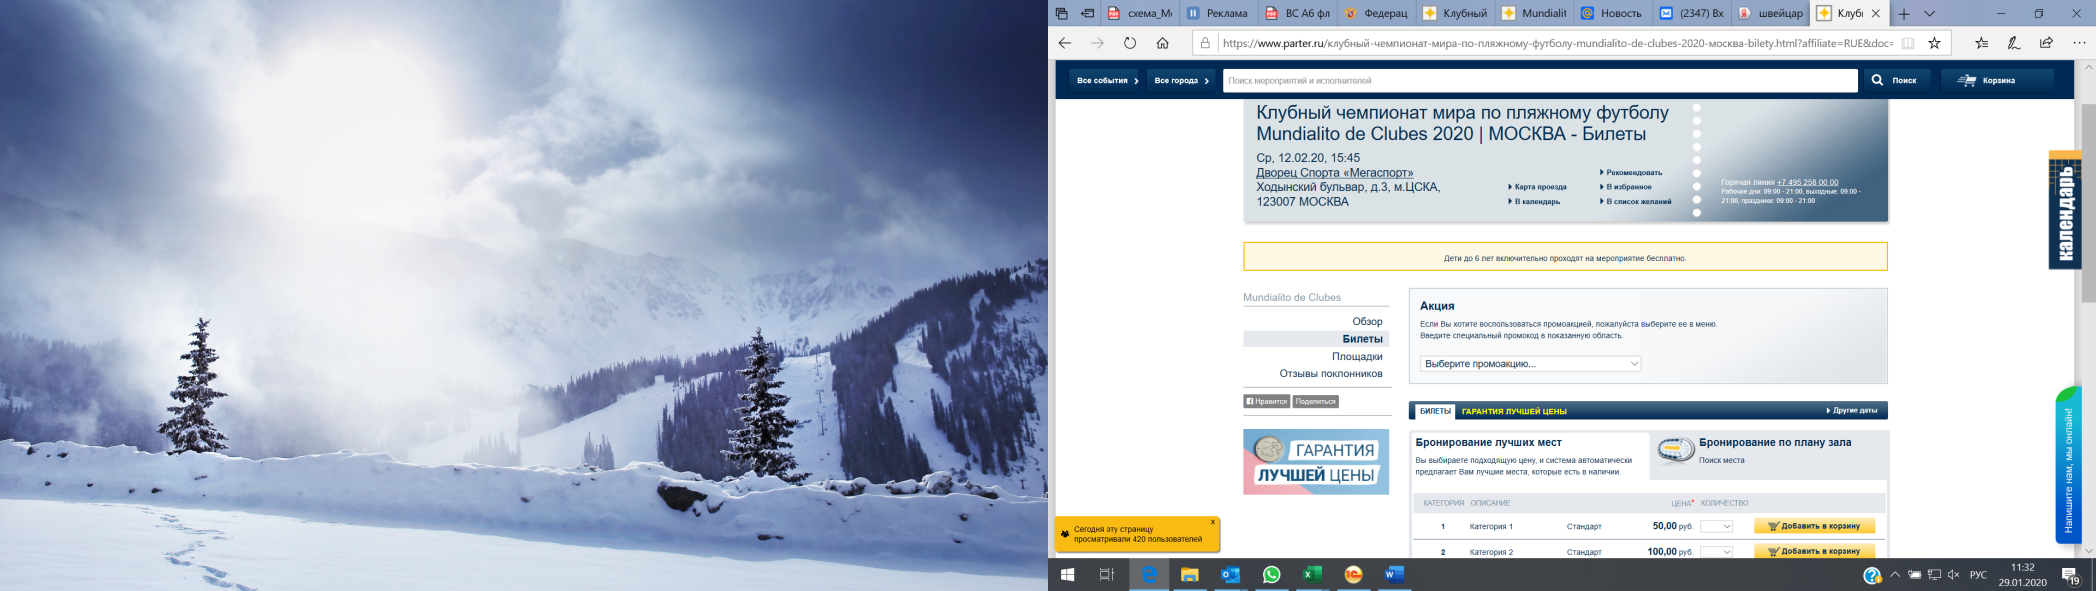 схема_Ме
Реклама
ВС А6 фл
Федерац
Клубный
Mundialit
Новость
(2347) Вх
швейцар
Клуб
https://www.parter.ru/клубный-чемпионат-мира-по-пляжному-футболу-mundialito-de-clubes-2020-москва-bilety.html?affiliate=RUE&doc=
Все события
Все города
Поиск мероприятий и исполнителей
Поиск
Корзина
Клубный чемпионат мира по пляжному футболу
Mundialito de Clubes 2020 | МОСКВА - Билеты
Ср, 12.02.20, 15:45
Дворец Спорта «Мегаспорт»
Ходынский бульвар, д.3, м.ЦСКА,
123007 МОСКВА
Карта проезда
В календарь
Рекомендовать
В избранное
В список желаний
Горячая линия +7 495 258 00 00
Рабочие дни: 09:00 - 21:00, выходные: 09:00 -
21:00, праздники: 09:00 - 21:00
календарь
Дети до 6 лет включительно проходят на мероприятие бесплатно.
Mundialito de Clubes
Обзор
Билеты
Площадки
Отзывы поклонников
Нравится
Поделиться
ГАРАНТИЯ
ЛУЧШЕЙ ЦЕНЫ
Акция
Если Вы хотите воспользоваться промоакцией, пожалуйста выберите ее в меню.
Введите специальный промокод в показанную область.
Выберите промоакцию...
БИЛЕТЫ
ГАРАНТИЯ ЛУЧШЕЙ ЦЕНЫ
Другие даты
Бронирование лучших мест
Вы выбираете подходящую цену, и система автоматически
предлагает Вам лучшие места, которые есть в наличии.
Бронирование по плану зала
Поиск места
КАТЕГОРИЯ ОПИСАНИЕ ЦЕНА* КОЛИЧЕСТВО
1 Категория 1 Стандарт 50,00 руб. Добавить в корзину
2 Категория 2 Стандарт 100,00 руб. Добавить в корзину
Напишите нам, мы онлайн!
Сегодня эту страницу
просматривали 420 пользователей
x
РУС
11:32
29.01.2020
19